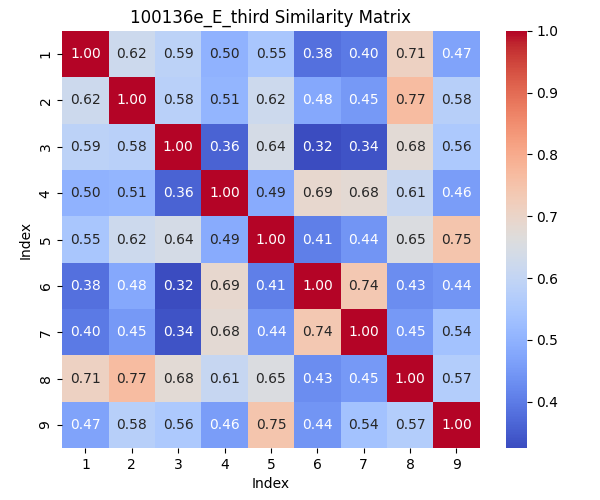 100136e_E_third Similarity Matrix
1 1.00 0.62 0.59 0.50 0.55 0.38 0.40 0.71 0.47
2 0.62 1.00 0.58 0.51 0.62 0.48 0.45 0.77 0.58
3 0.59 0.58 1.00 0.36 0.64 0.32 0.34 0.68 0.56
4 0.50 0.51 0.36 1.00 0.49 0.69 0.68 0.61 0.46
5 0.55 0.62 0.64 0.49 1.00 0.41 0.44 0.65 0.75
6 0.38 0.48 0.32 0.69 0.41 1.00 0.74 0.43 0.44
7 0.40 0.45 0.34 0.68 0.44 0.74 1.00 0.45 0.54
8 0.71 0.77 0.68 0.61 0.65 0.43 0.45 1.00 0.57
9 0.47 0.58 0.56 0.46 0.75 0.44 0.54 0.57 1.00
1 2 3 4 5 6 7 8 9
Index
Index
1.0
0.9
0.8
0.7
0.6
0.5
0.4